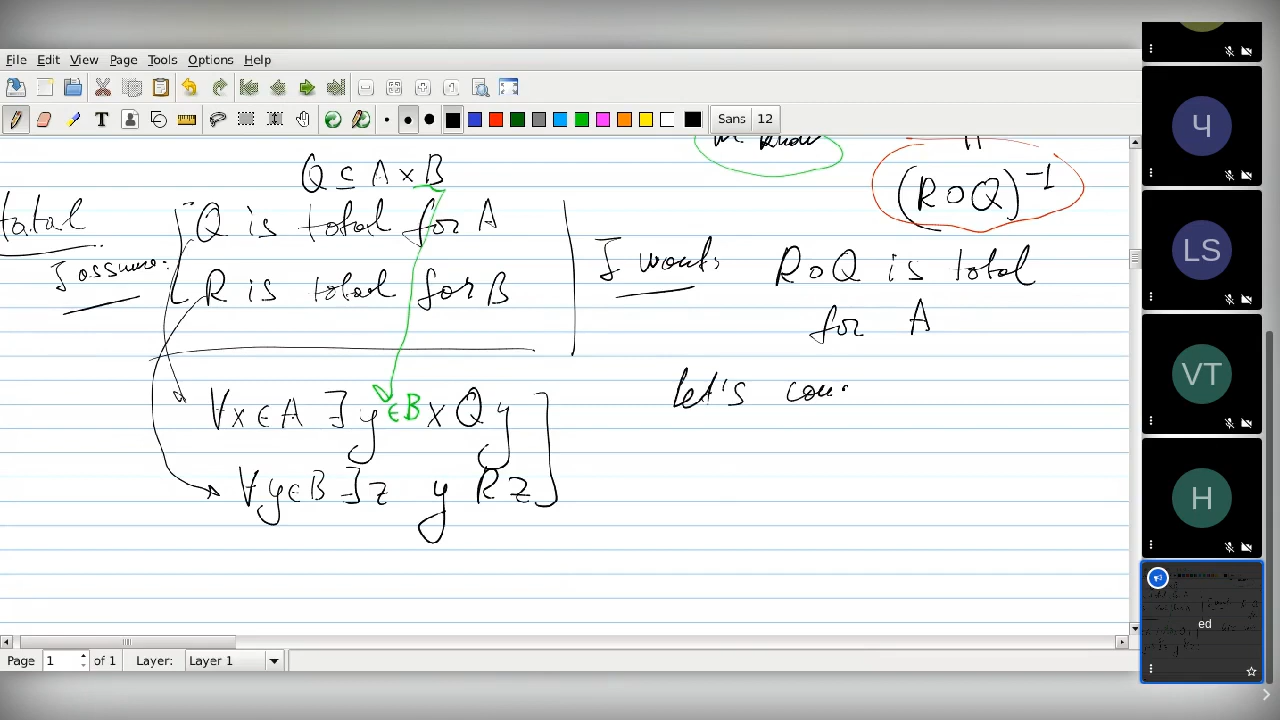 File Edit View Page Tools Options Help
Sans 12
Q ⊆ A × B
(R ∘ Q)⁻¹
total
Q is total for A
I assume:
R is total for B
I want:
R ∘ Q is total
for A
∀x ∈ A ∃ y ∈ B x Q y
let's con
∀y ∈ B ∃ z y R z
Ч
LS
VT
H
ed
Page 1 of 1 Layer: Layer 1